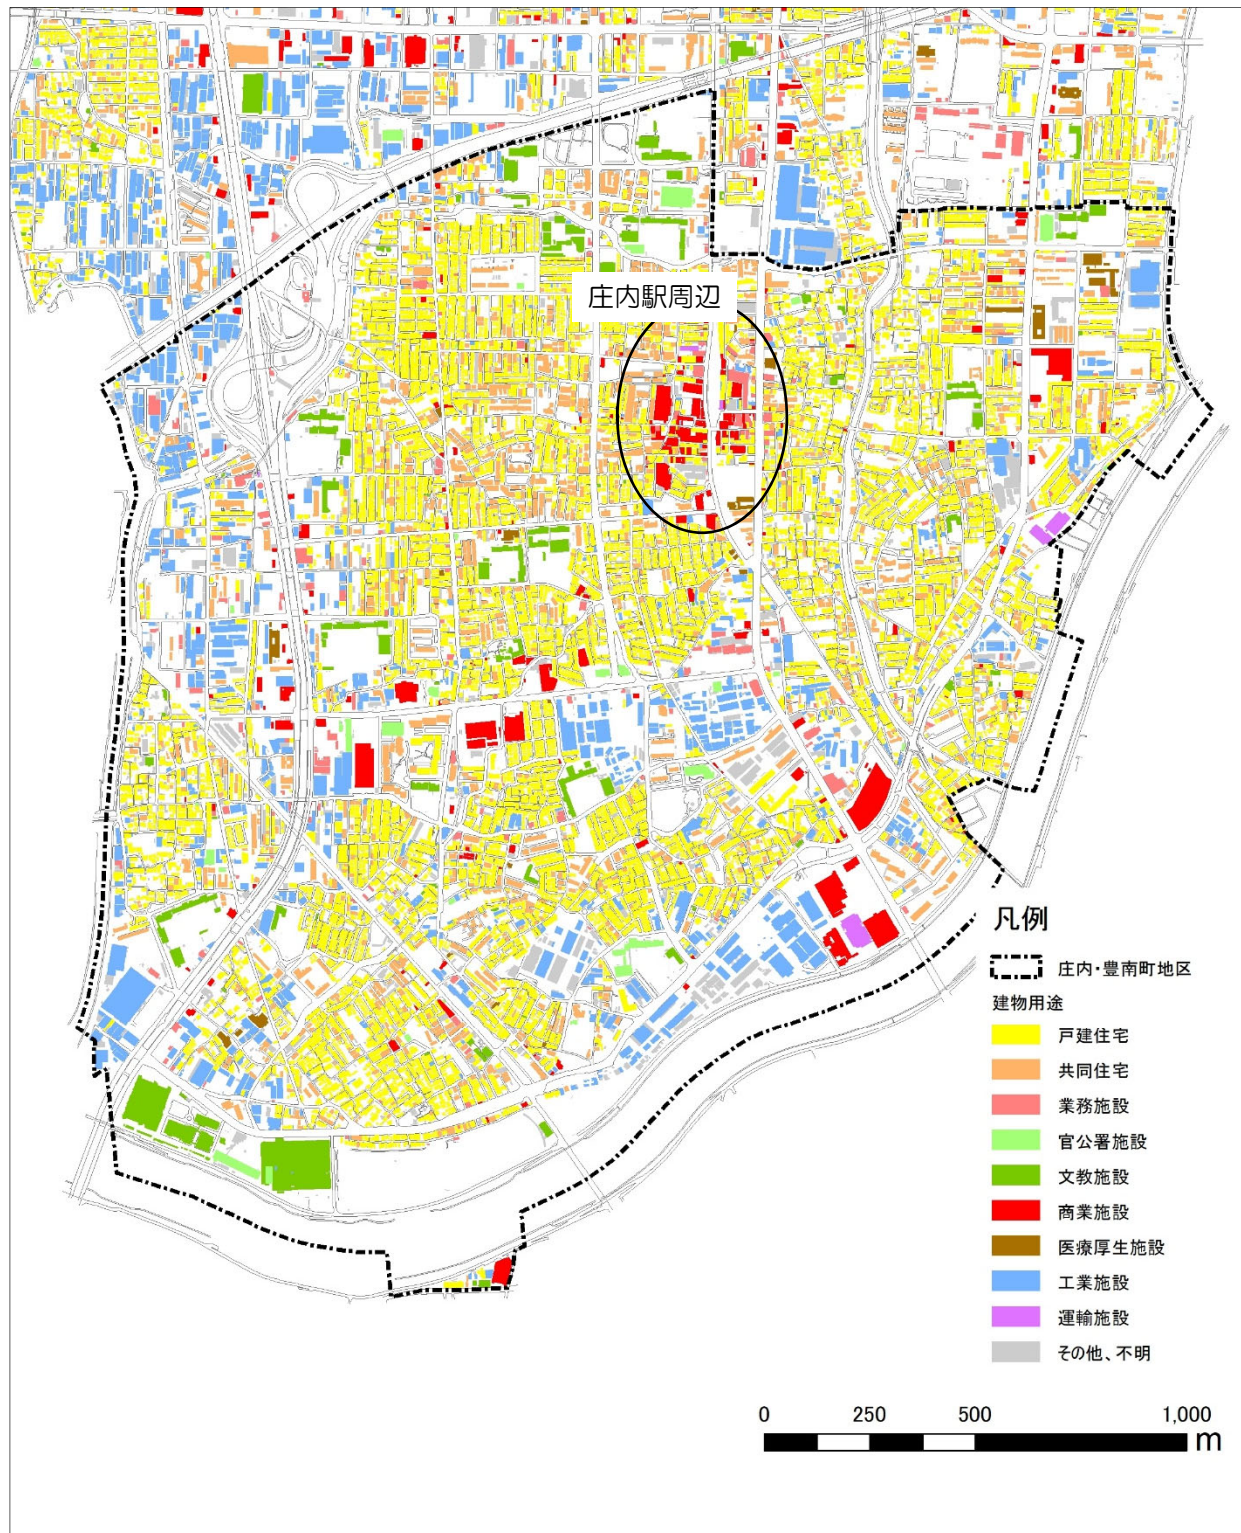 庄内駅周辺
凡例
庄内・豊南町地区
建物用途
戸建住宅
共同住宅
業務施設
官公署施設
文教施設
商業施設
医療厚生施設
工業施設
運輸施設
その他、不明
0 250 500 1,000
m